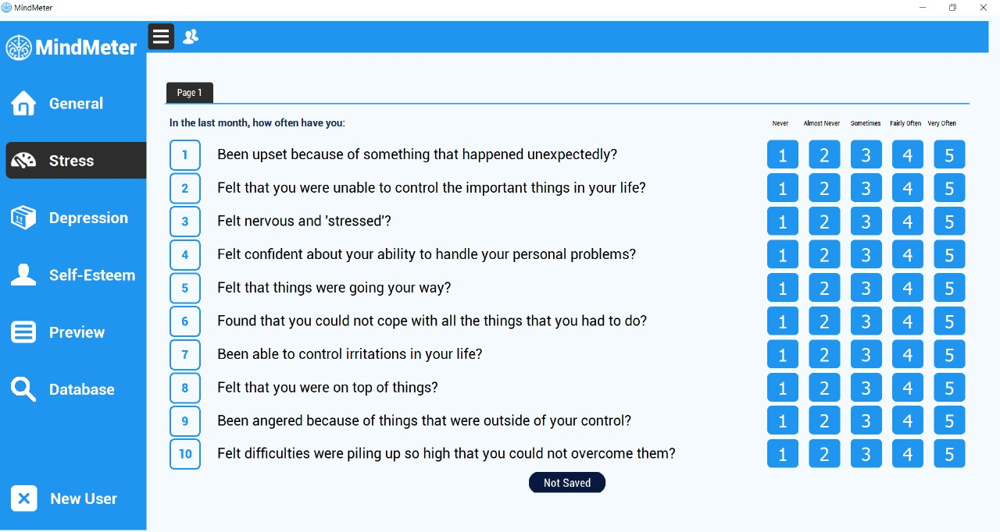 MindMeter
MindMeter
General
Stress
Depression
Self-Esteem
Preview
Database
New User
Page 1
In the last month, how often have you: Never Almost Never Sometimes Fairly Often Very Often
1 Been upset because of something that happened unexpectedly? 1 2 3 4 5
2 Felt that you were unable to control the important things in your life? 1 2 3 4 5
3 Felt nervous and 'stressed'? 1 2 3 4 5
4 Felt confident about your ability to handle your personal problems? 1 2 3 4 5
5 Felt that things were going your way? 1 2 3 4 5
6 Found that you could not cope with all the things that you had to do? 1 2 3 4 5
7 Been able to control irritations in your life? 1 2 3 4 5
8 Felt that you were on top of things? 1 2 3 4 5
9 Been angered because of things that were outside of your control? 1 2 3 4 5
10 Felt difficulties were piling up so high that you could not overcome them? 1 2 3 4 5
Not Saved